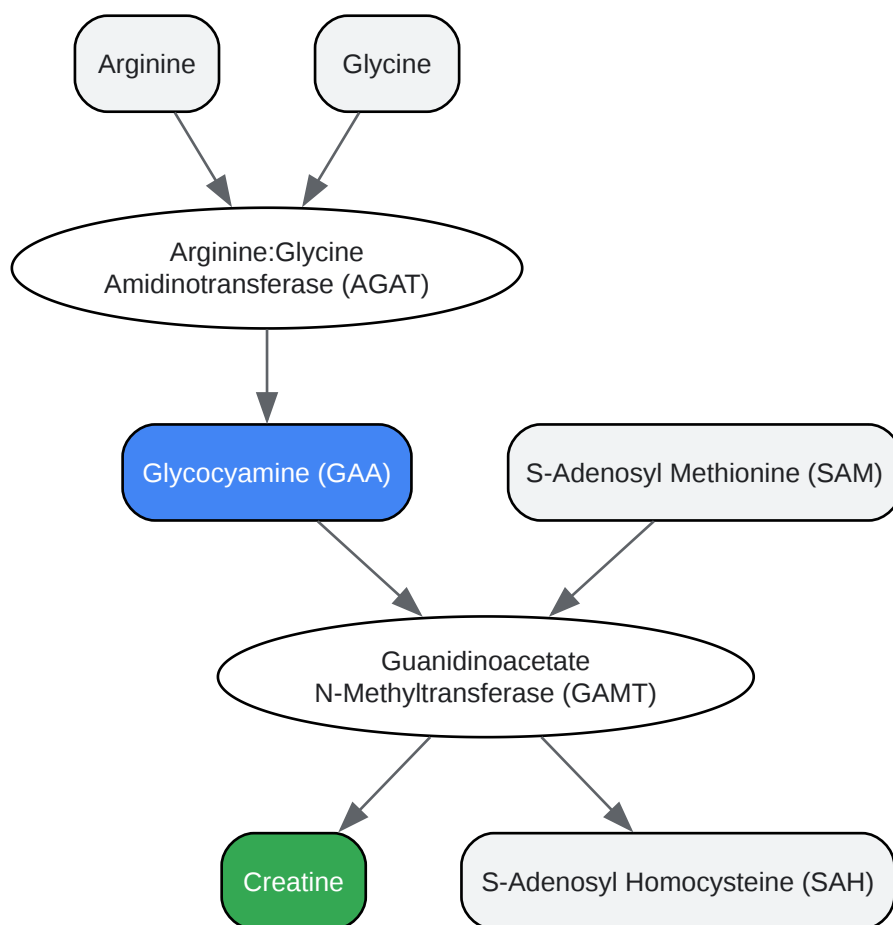 Arginine
Glycine
Arginine:Glycine
Amidinotransferase (AGAT)
Glycocyamine (GAA)
S-Adenosyl Methionine (SAM)
Guanidinoacetate
N-Methyltransferase (GAMT)
Creatine
S-Adenosyl Homocysteine (SAH)